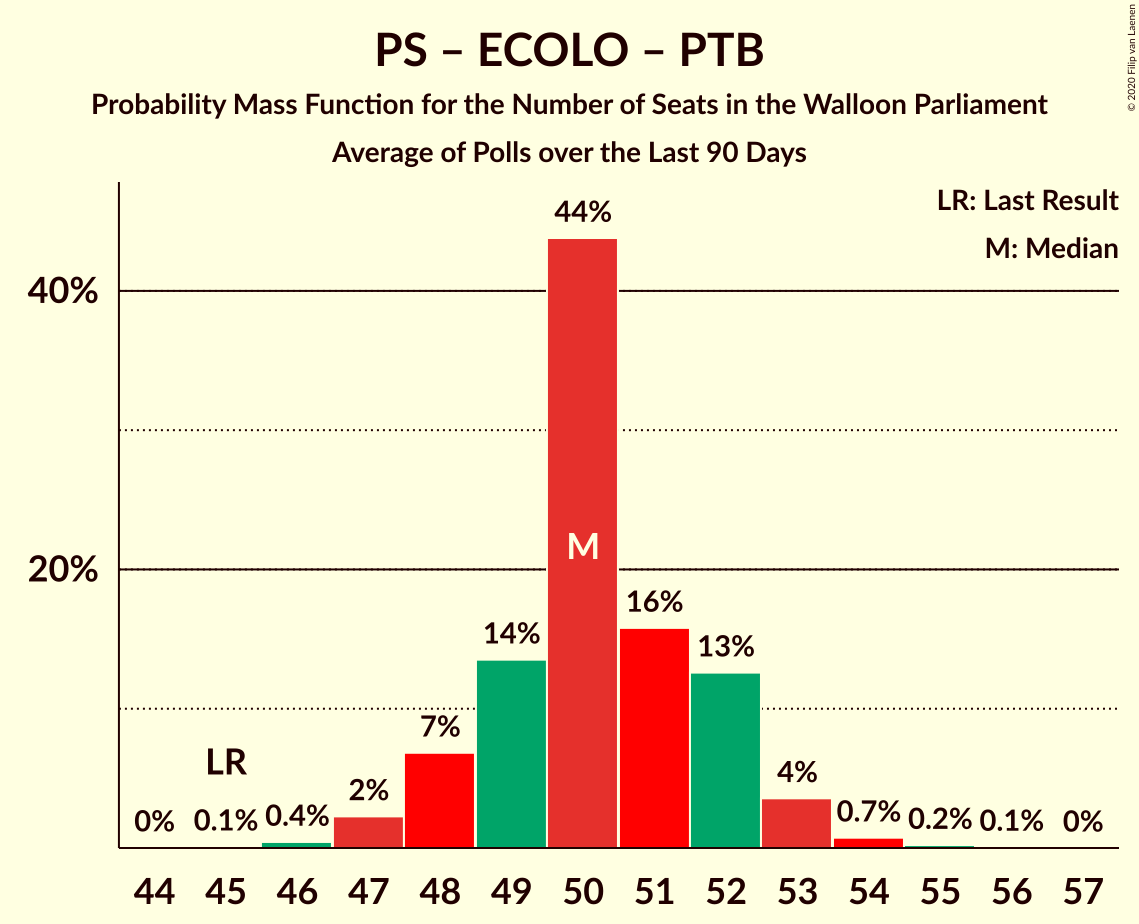 PS – ECOLO – PTB
Probability Mass Function for the Number of Seats in the Walloon Parliament
Average of Polls over the Last 90 Days
© 2020 Filip van Laenen
LR: Last Result
M: Median
44%
40%
M
20%
16%
14%
13%
7%
LR
4%
2%
0% 0.1% 0.4% 0.7% 0.2% 0.1% 0%
44 45 46 47 48 49 50 51 52 53 54 55 56 57